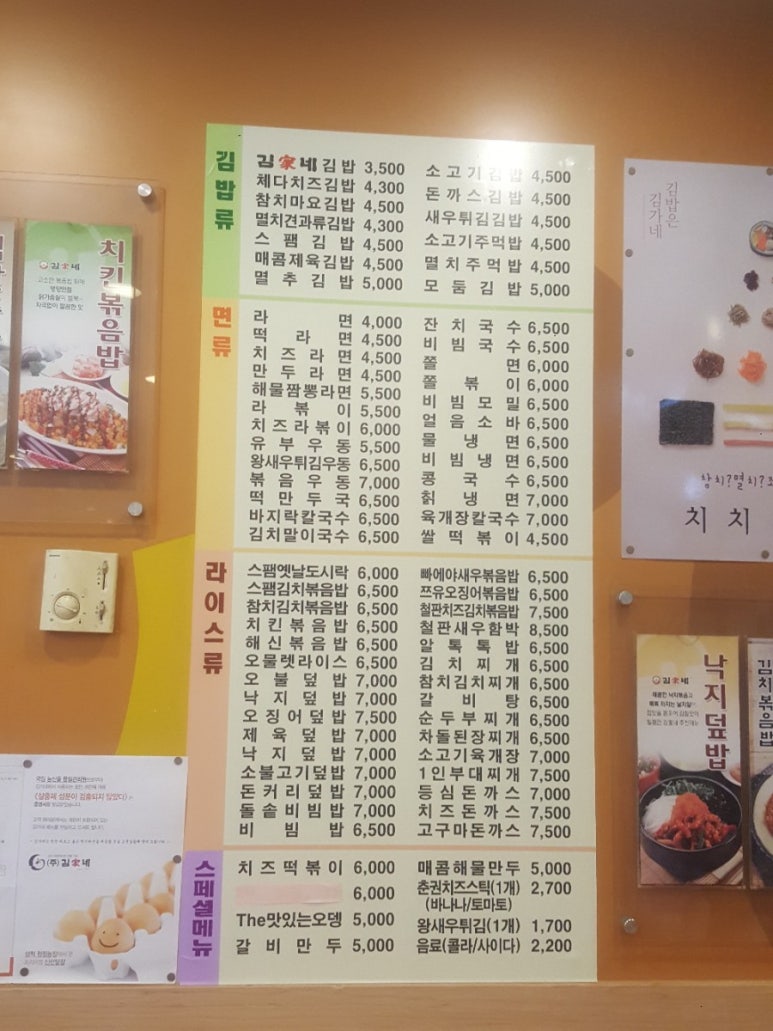 김밥류
김家네김밥 3,500
체다치즈김밥 4,300
참치마요김밥 4,500
멸치견과류김밥 4,300
스팸김밥 4,500
매콤제육김밥 4,500
멸추김밥 5,000
소고기김밥 4,500
돈까스김밥 4,500
새우튀김김밥 4,500
소고기주먹밥 4,500
멸치주먹밥 4,500
모둠김밥 5,000
면류
라면 4,000
떡라면 4,500
치즈라면 4,500
만두라면 4,500
해물짬뽕라면 5,500
라볶이 5,500
치즈라볶이 6,000
유부우동 5,500
왕새우튀김우동 6,500
볶음우동 7,000
떡만두국 6,500
바지락칼국수 6,500
김치말이국수 6,500
잔치국수 6,500
비빔국수 6,500
쫄면 6,000
쫄볶이 6,000
비빔모밀 6,500
얼음소바 6,500
물냉면 6,500
비빔냉면 6,500
콩국수 6,500
칡냉면 7,000
육개장칼국수 7,000
쌀떡볶이 4,500
라이스류
스팸옛날도시락 6,000
스팸김치볶음밥 6,500
참치김치볶음밥 6,500
치킨볶음밥 6,500
해신볶음밥 6,500
오물렛라이스 6,500
오불덮밥 7,000
낙지덮밥 7,000
오징어덮밥 7,500
제육덮밥 7,000
낙지덮밥 7,000
소불고기덮밥 7,000
돈커리덮밥 7,000
돌솥비빔밥 7,000
비빔밥 6,500
빠에야새우볶음밥 6,500
쯔유오징어볶음밥 6,500
철판치즈김치볶음밥 7,500
철판새우함박 8,500
알톡톡밥 6,500
김치찌개 6,500
참치김치찌개 6,500
갈비탕 6,500
순두부찌개 6,500
차돌된장찌개 6,500
소고기육개장 7,000
1인부대찌개 7,500
등심돈까스 7,000
치즈돈까스 7,500
고구마돈까스 7,500
스페셜메뉴
치즈떡볶이 6,000
6,000
The맛있는오뎅 5,000
갈비만두 5,000
매콤해물만두 5,000
춘권치즈스틱(1개) 2,700
(바나나/토마토)
왕새우튀김(1개) 1,700
음료(콜라/사이다) 2,200
김家네
치킨볶음밥
김밥은
김가네
참치?멸치?
치 치
김家네
낙지덮밥
김치볶음밥
(주)김家네